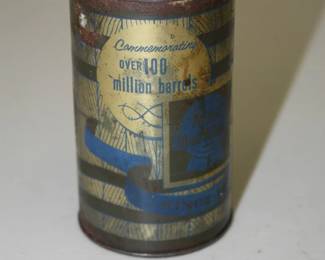 Commemorating
OVER 100
million barrels